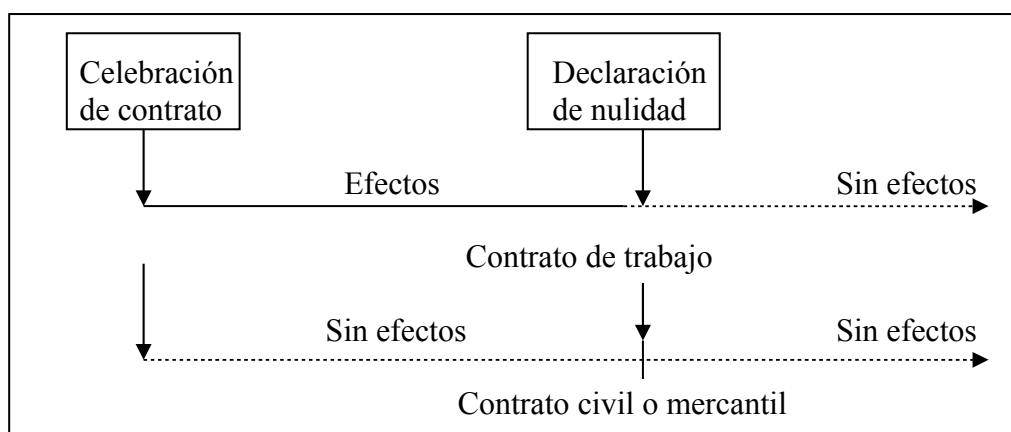 Celebración
de contrato
Declaración
de nulidad
Efectos
Sin efectos
Contrato de trabajo
Sin efectos
Sin efectos
Contrato civil o mercantil